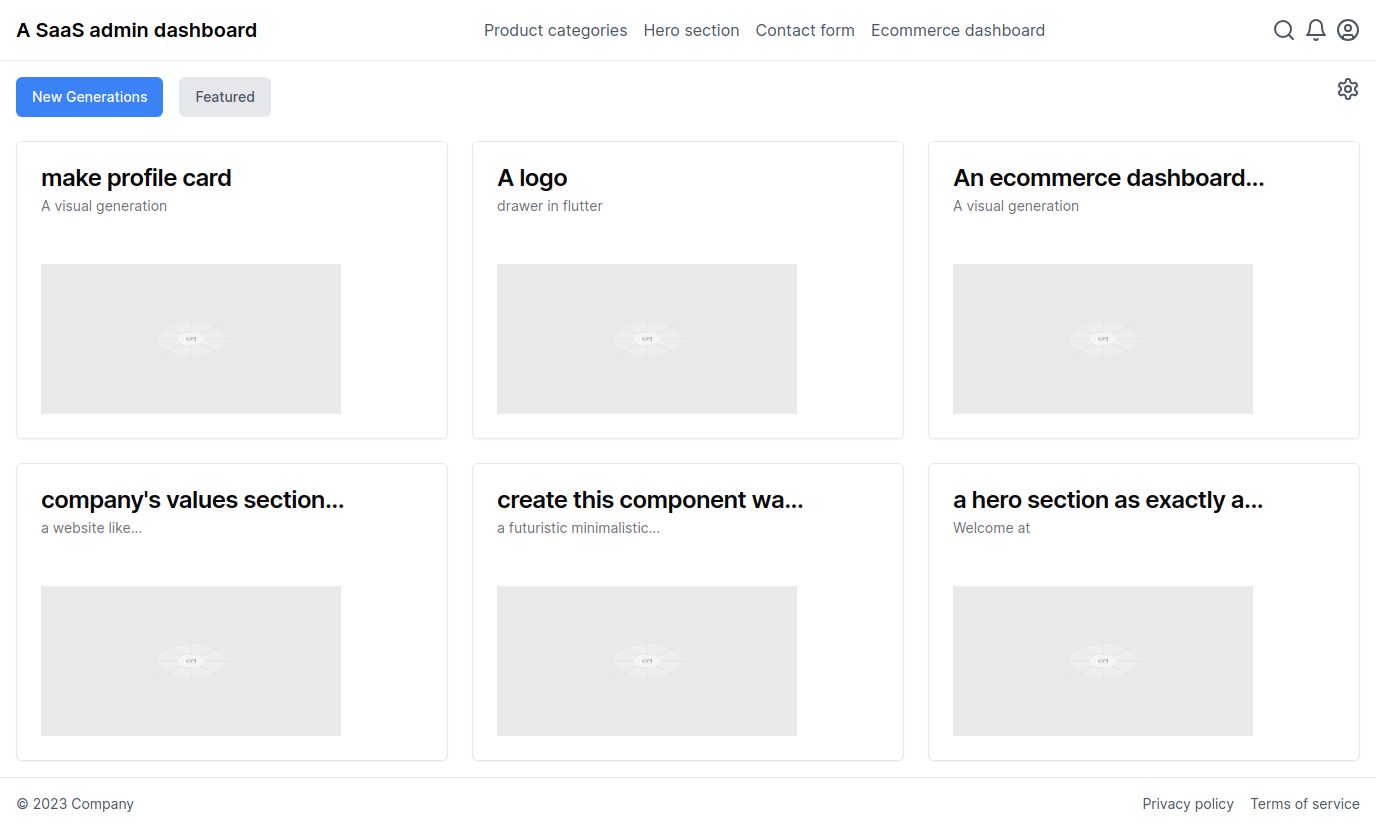 A SaaS admin dashboard
Product categories Hero section Contact form Ecommerce dashboard
New Generations Featured
make profile card
A visual generation
A logo
drawer in flutter
An ecommerce dashboard...
A visual generation
company's values section...
a website like...
create this component wa...
a futuristic minimalistic...
a hero section as exactly a...
Welcome at
© 2023 Company
Privacy policy Terms of service